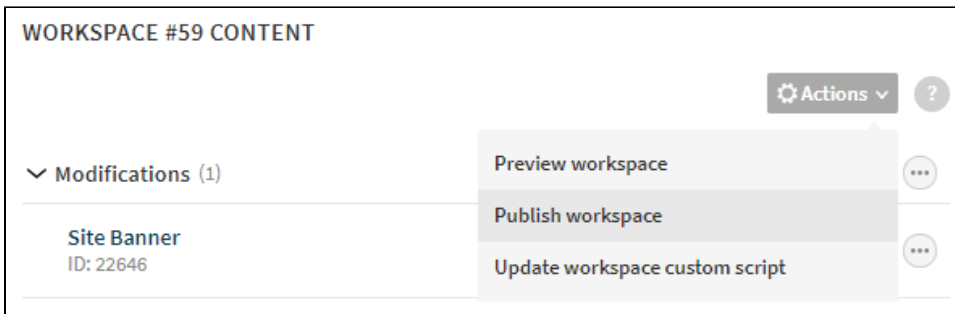 WORKSPACE #59 CONTENT
Actions
?
Modifications (1)
Preview workspace
Publish workspace
Site Banner
ID: 22646
Update workspace custom script